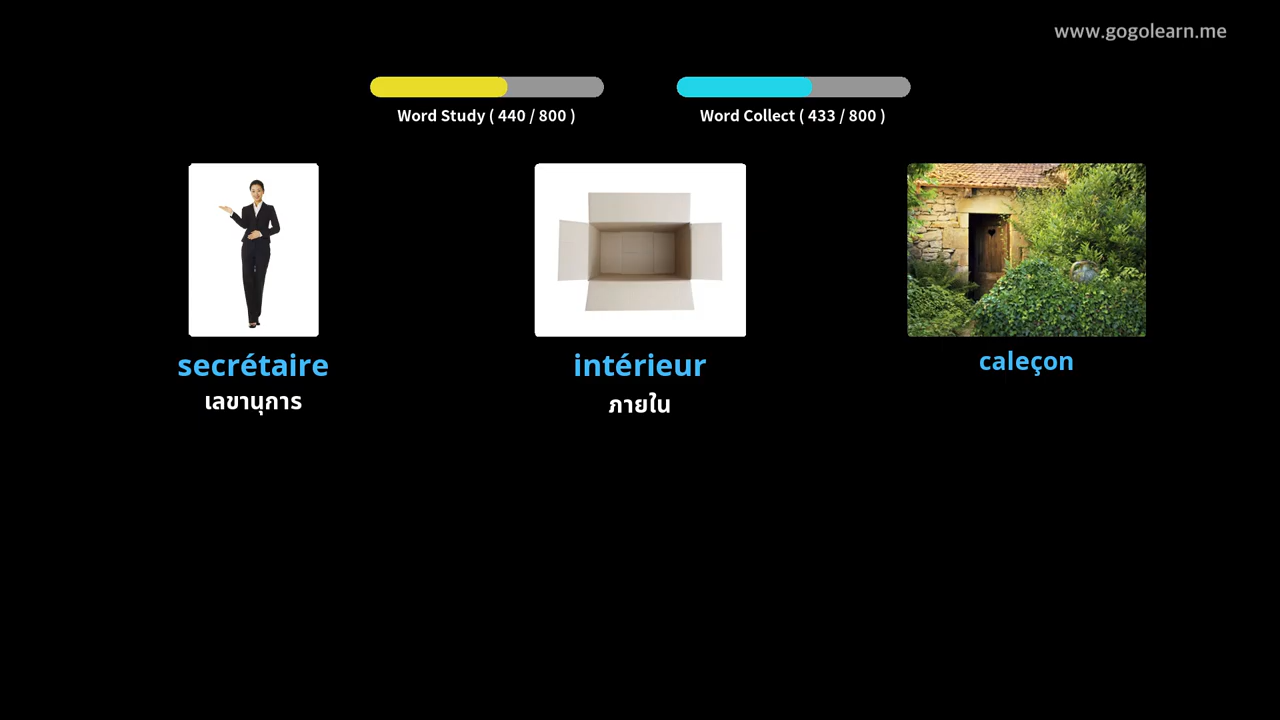 www.gogolearn.me
Word Study ( 440 / 800 )
Word Collect ( 433 / 800 )
secrétaire
เลขานุการ
intérieur
ภายใน
caleçon